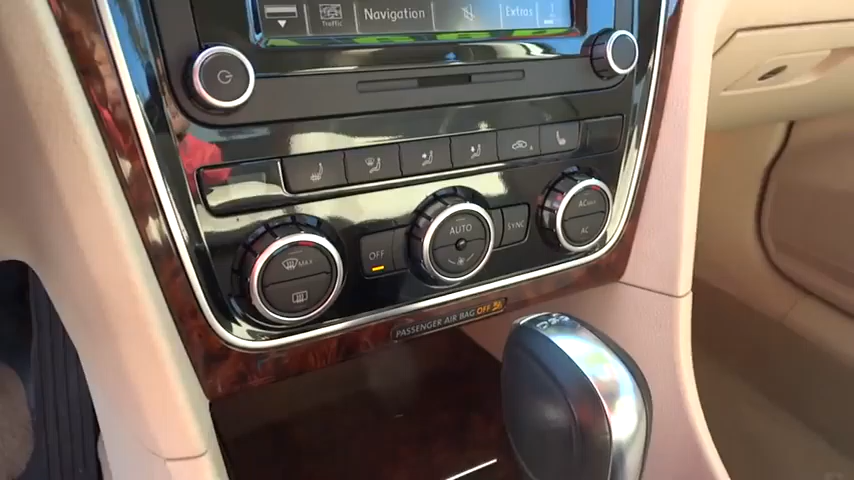 Traffic
Navigation
Extras
MAX
OFF
AUTO
SYNC
AC MAX
AC
PASSENGER AIR BAG OFF